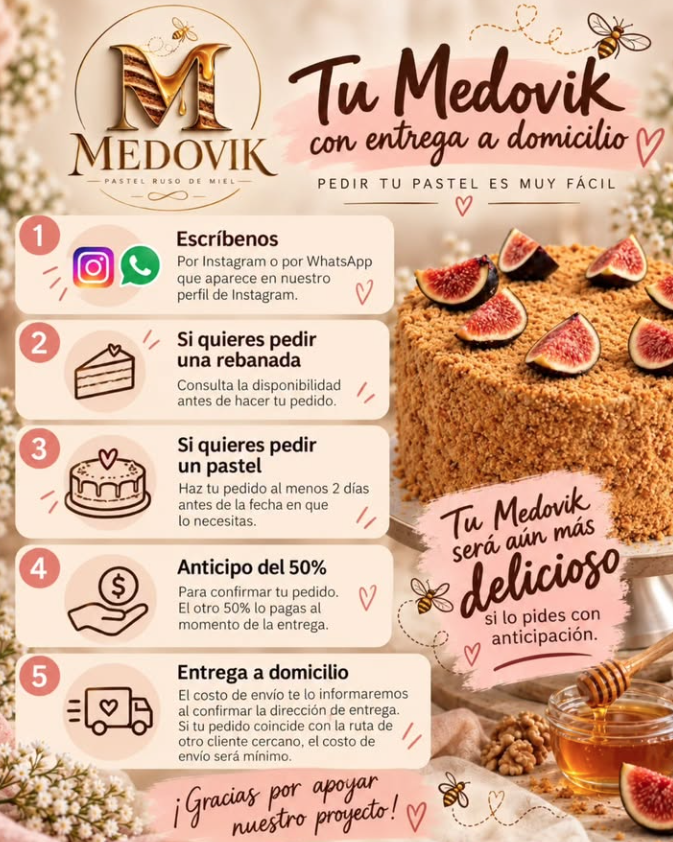 M
MEDOVIK
PASTEL RUSO DE MIEL
Tu Medovik
con entrega a domicilio
PEDIR TU PASTEL ES MUY FÁCIL
1
Escríbenos
Por Instagram o por WhatsApp
que aparece en nuestro
perfil de Instagram.
2
Si quieres pedir
una rebanada
Consulta la disponibilidad
antes de hacer tu pedido.
3
Si quieres pedir
un pastel
Haz tu pedido al menos 2 días
antes de la fecha en que
lo necesitas.
Tu Medovik
será aún más
delicioso
si lo pides con
anticipación.
4
$
Anticipo del 50%
Para confirmar tu pedido.
El otro 50% lo pagas al
momento de la entrega.
5
Entrega a domicilio
El costo de envío te lo informaremos
al confirmar la dirección de entrega.
Si tu pedido coincide con la ruta de
otro cliente cercano, el costo de
envío será mínimo.
¡Gracias por apoyar
nuestro proyecto!